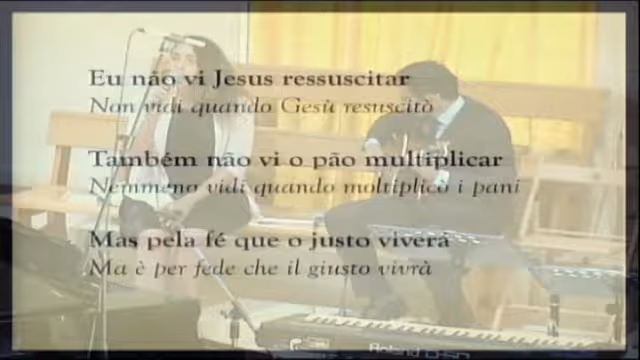 Eu não vi Jesus ressuscitar
Non vidi quando Gesù resuscitò
Também não vi o pão multiplicar
Nemmeno vidi quando moltiplicò i pani
Mas pela fé que o justo viverá
Ma è per fede che il giusto vivrà
Roland